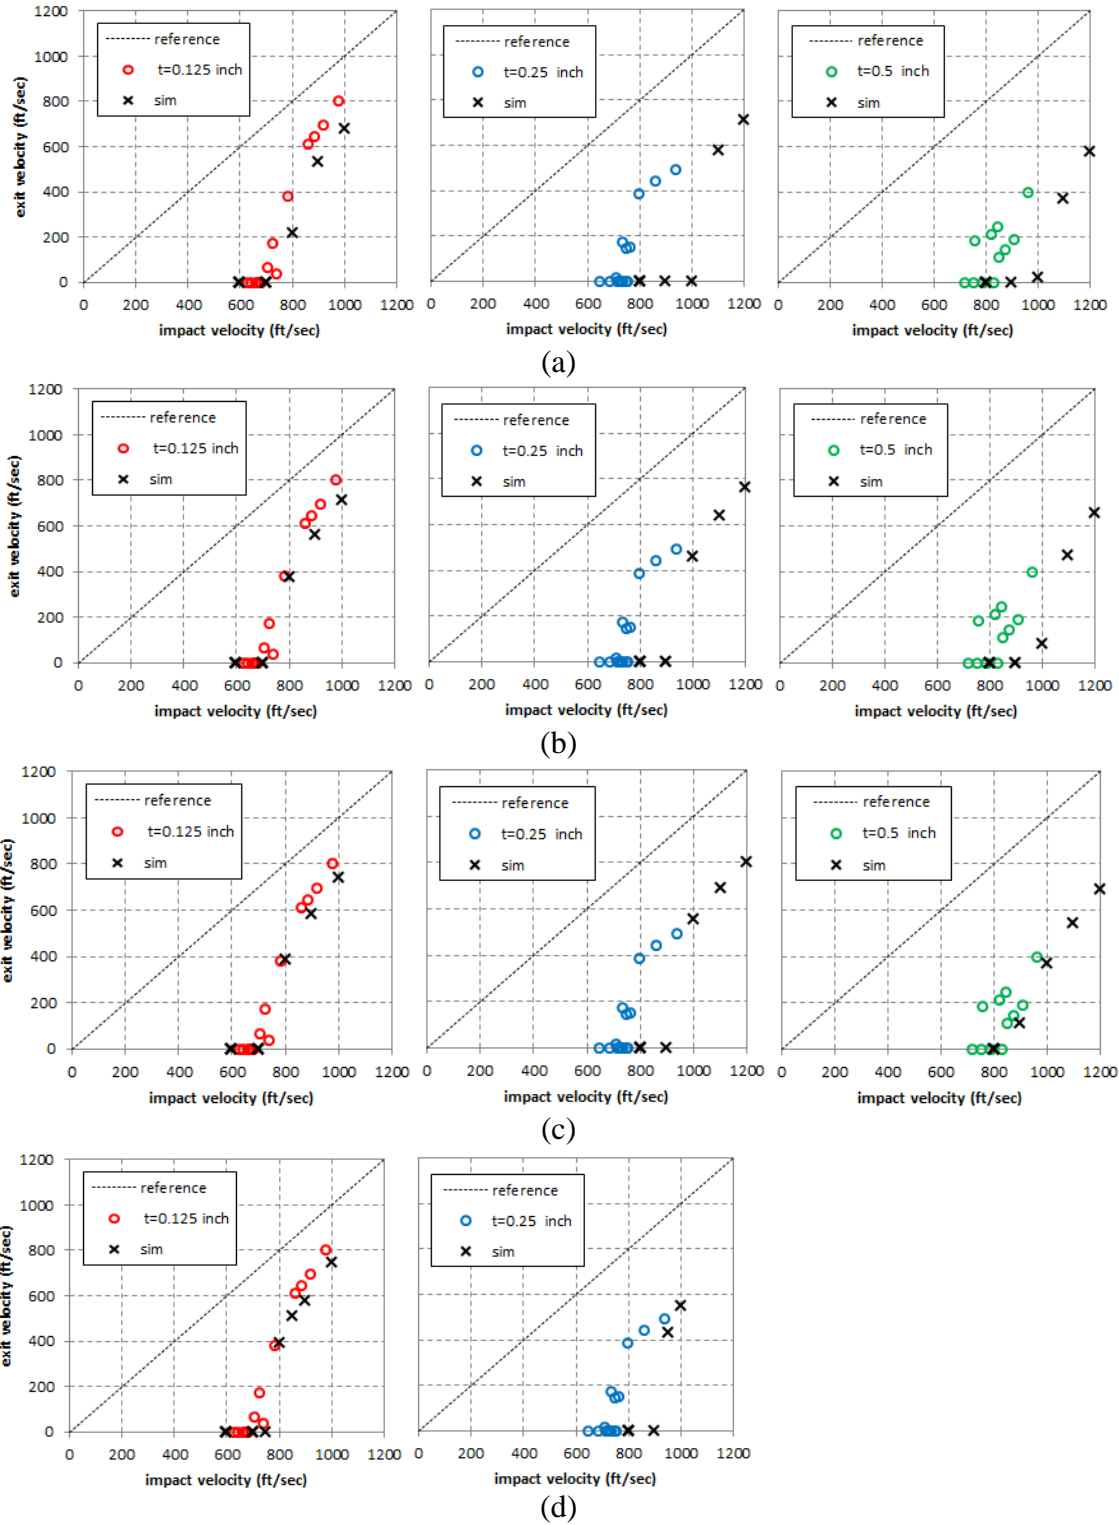 1200
1000
800
600
400
200
0
exit velocity (ft/sec)
reference
t=0.125 inch
sim
0 200 400 600 800 1000 1200
impact velocity (ft/sec)
reference
t=0.25 inch
sim
0 200 400 600 800 1000 1200
impact velocity (ft/sec)
reference
t=0.5 inch
sim
0 200 400 600 800 1000 1200
impact velocity (ft/sec)
(a)
1200
1000
800
600
400
200
0
exit velocity (ft/sec)
reference
t=0.125 inch
sim
0 200 400 600 800 1000 1200
impact velocity (ft/sec)
reference
t=0.25 inch
sim
0 200 400 600 800 1000 1200
impact velocity (ft/sec)
reference
t=0.5 inch
sim
0 200 400 600 800 1000 1200
impact velocity (ft/sec)
(b)
1200
1000
800
600
400
200
0
exit velocity (ft/sec)
reference
t=0.125 inch
sim
0 200 400 600 800 1000 1200
impact velocity (ft/sec)
reference
t=0.25 inch
sim
0 200 400 600 800 1000 1200
impact velocity (ft/sec)
reference
t=0.5 inch
sim
0 200 400 600 800 1000 1200
impact velocity (ft/sec)
(c)
1200
1000
800
600
400
200
0
exit velocity (ft/sec)
reference
t=0.125 inch
sim
0 200 400 600 800 1000 1200
impact velocity (ft/sec)
reference
t=0.25 inch
sim
0 200 400 600 800 1000 1200
impact velocity (ft/sec)
(d)